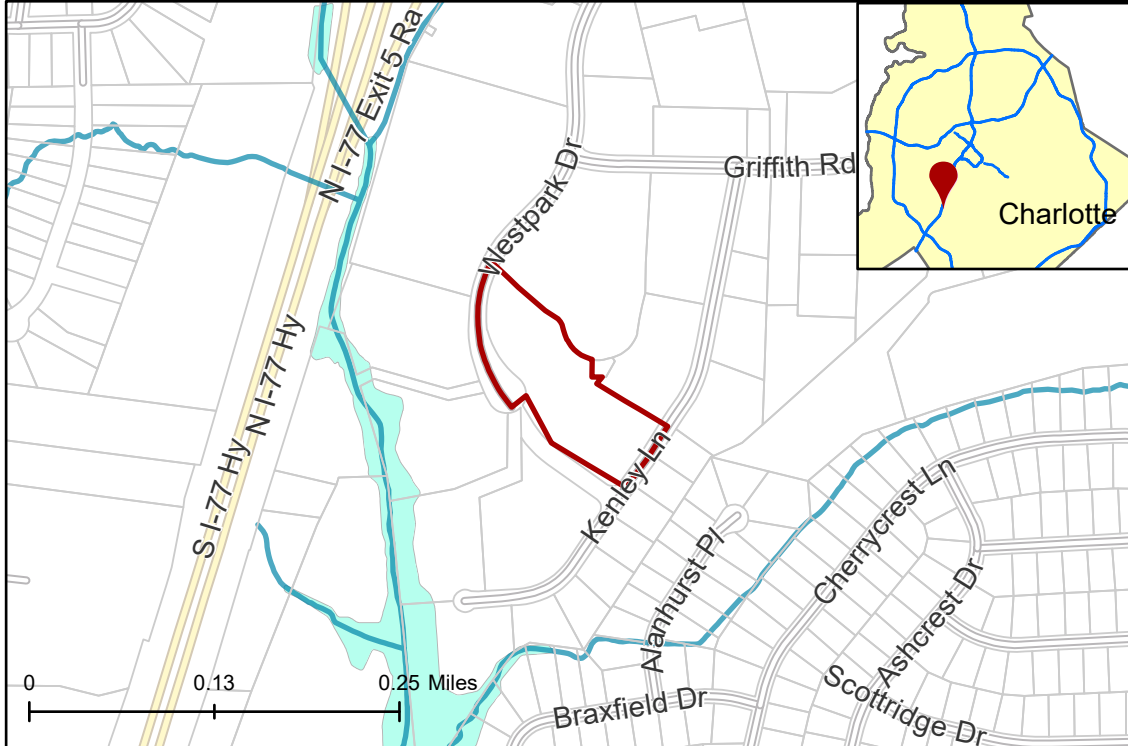 N I-77 Exit 5 Ra
Westpark Dr
Griffith Rd
Charlotte
N I-77 Hy
S I-77 Hy
Kenley Ln
Alanhurst Pl
Cherrycrest Ln
Ashcrest Dr
Scottridge Dr
Braxfield Dr
0 0.13 0.25 Miles